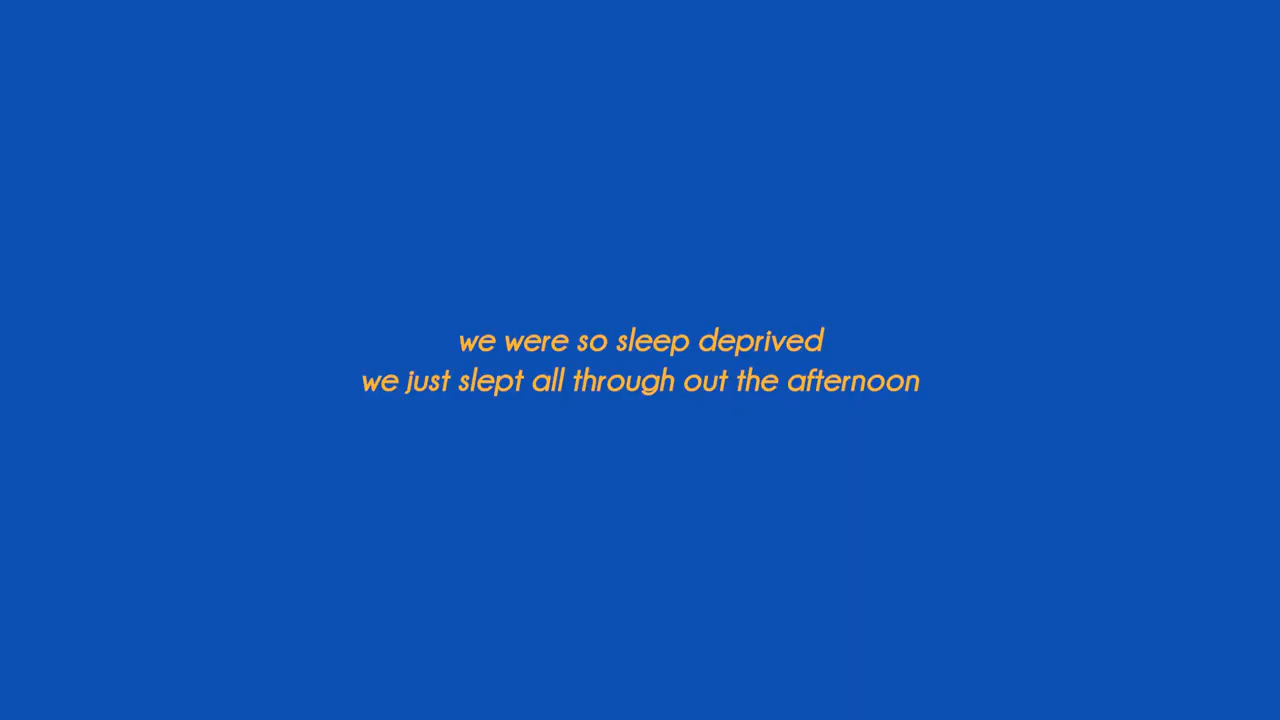 we were so sleep deprived
we just slept all through out the afternoon